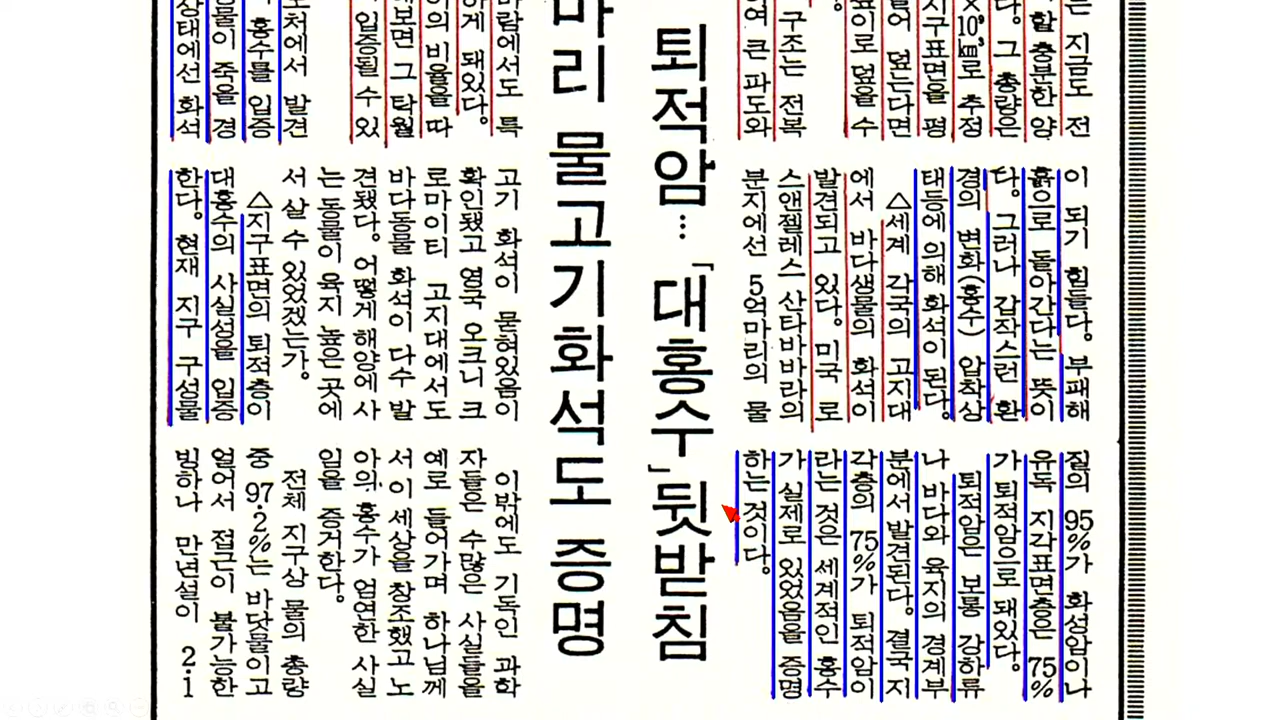 는 지금도 전
할 충분한 양
다. 그 총량은
×10⁹㎦로 추정
지구표면을 평
어 덮는다면
깊이로 덮을 수
구조는 전복
여 큰 파도와
퇴적암…「대홍수」뒷받침
마리 물고기화석도 증명
바람에서도 특
하게 돼있다.
이의 비율을 따
해보면 그 탁월
입증될 수 있
도처에서 발견
홍수를 입증
생물이 죽을 경
상태에선 화석
이 되기 힘들다. 부패해
흙으로 돌아간다는 뜻이
다. 그러나 갑작스런 환
경의 변화(홍수) 압착상
태등에 의해 화석이 된다.
△세계 각국의 고지대
에서 바다생물의 화석이
발견되고 있다. 미국 로
스앤젤레스 산타바바라의
분지에선 5억마리의 물
고기 화석이 묻혀있음이
확인됐고 영국 오크니 크
로마이티 고지대에서도
바다동물 화석이 다수 발
견됐다. 어떻게 해양에 사
는 동물이 육지 높은 곳에
서 살 수 있었겠는가.
△지구표면의 퇴적층이
대홍수의 사실성을 입증
한다. 현재 지구 구성물
질의 95%가 화성암이나
유독 지각표면층은 75%
가 퇴적암으로 돼있다.
퇴적암은 보통 강하류
나 바다와 육지의 경계부
분에서 발견된다. 결국 지
각층의 75%가 퇴적암이
라는 것은 세계적인 홍수
가 실제로 있었음을 증명
하는 것이다.
이밖에도 기독인 과학
자들은 수많은 사실들을
예로 들어가며 하나님께
서 이 세상을 창조했고 노
아의 홍수가 엄연한 사실
임을 증거한다.
전체 지구상 물의 총량
중 97·2%는 바닷물이고
얼어서 접근이 불가능한
빙하나 만년설이 2·1